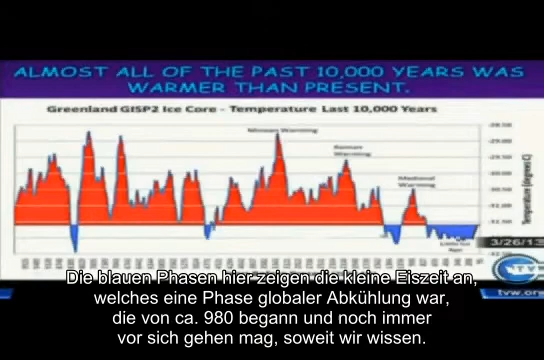 ALMOST ALL OF THE PAST 10,000 YEARS WAS
WARMER THAN PRESENT.
Greenland GISP2 Ice Core - Temperature Last 10,000 Years
Minoan Warming
Roman
Warming
Medieval
Warming
Little Ice
Age
Temperature (degrees C)
3/26/13
TVW
tvw.org
Die blauen Phasen hier zeigen die kleine Eiszeit an,
welches eine Phase globaler Abkühlung war,
die von ca. 980 begann und noch immer
vor sich gehen mag, soweit wir wissen.